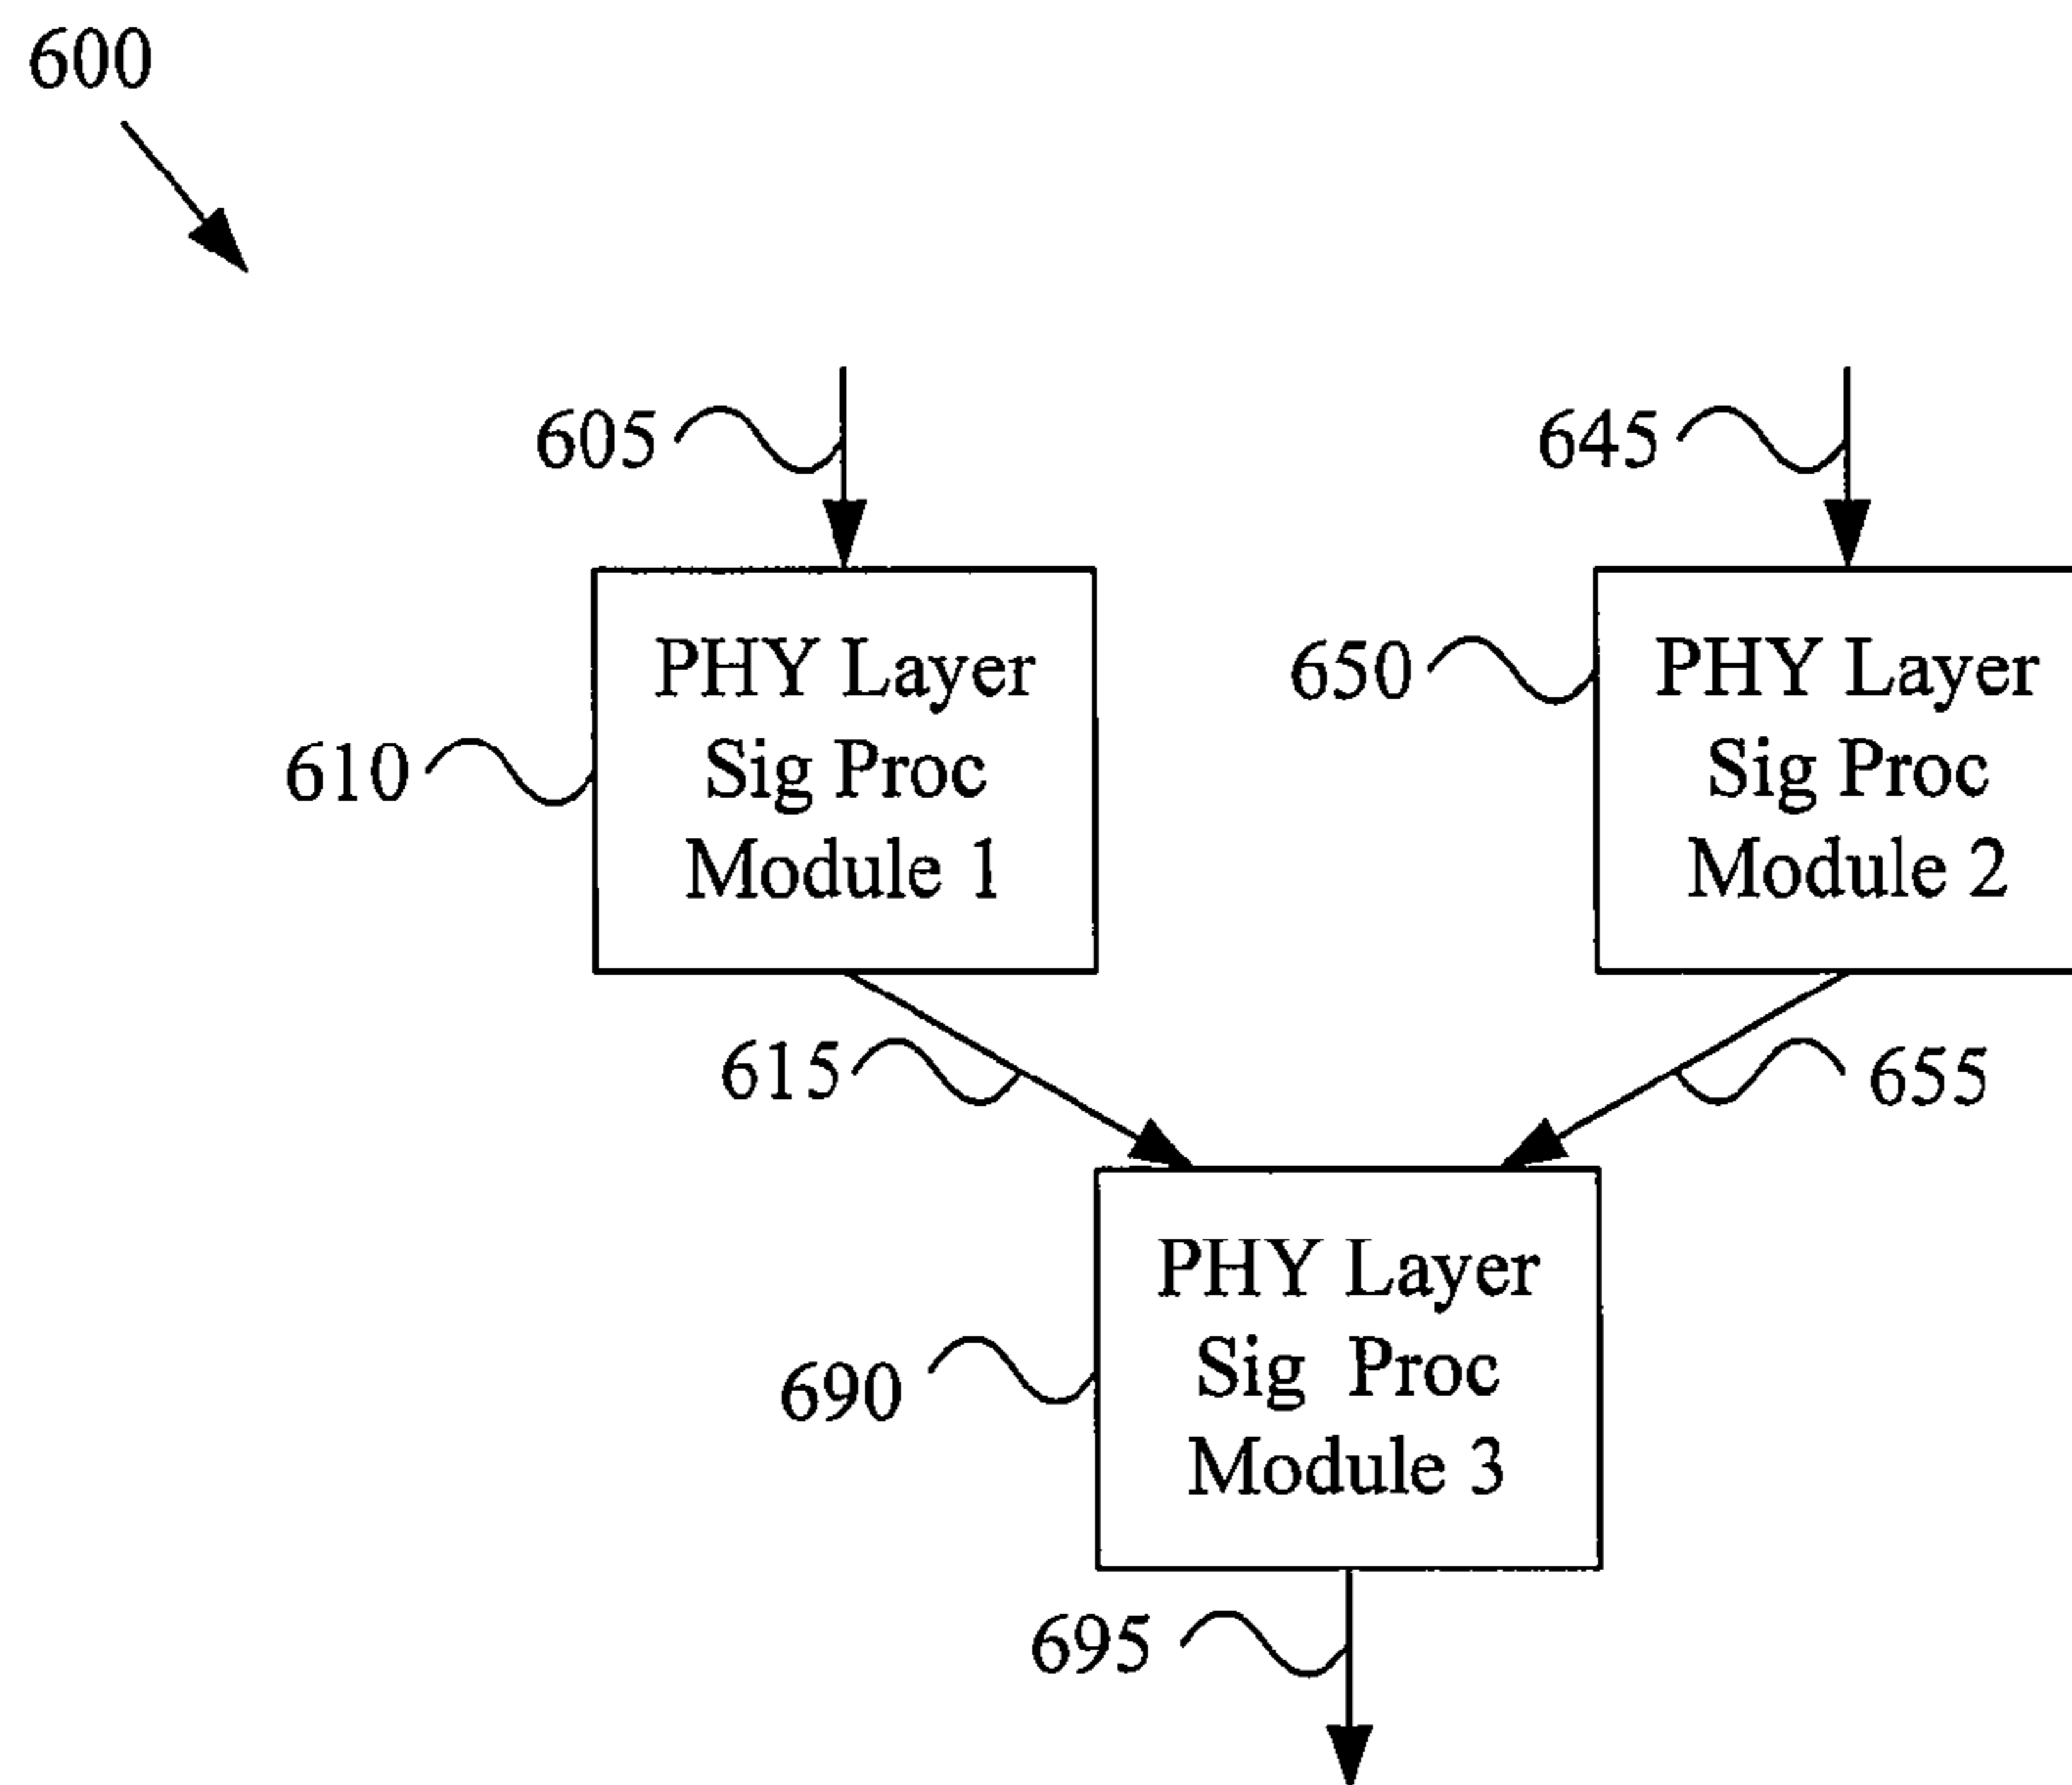 600
605
645
PHY Layer
Sig Proc
Module 1
610
650
PHY Layer
Sig Proc
Module 2
615
655
PHY Layer
Sig Proc
Module 3
690
695